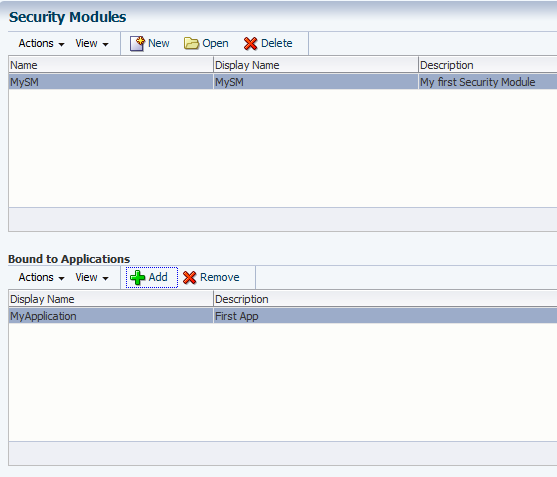 Security Modules
Actions View New Open Delete
Name Display Name Description
MySM MySM My first Security Module
Bound to Applications
Actions View Add Remove
Display Name Description
MyApplication First App